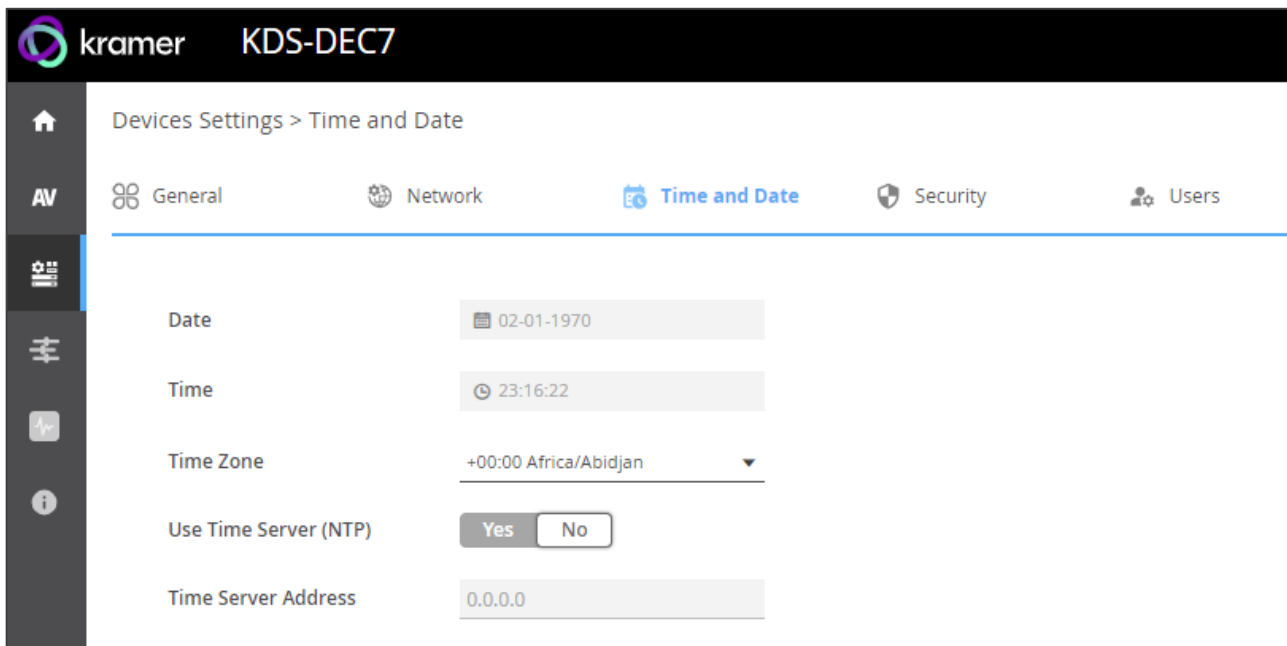 kramer KDS-DEC7
Devices Settings > Time and Date
AV
General Network Time and Date Security Users
Date 02-01-1970
Time 23:16:22
Time Zone +00:00 Africa/Abidjan
Use Time Server (NTP) Yes No
Time Server Address 0.0.0.0